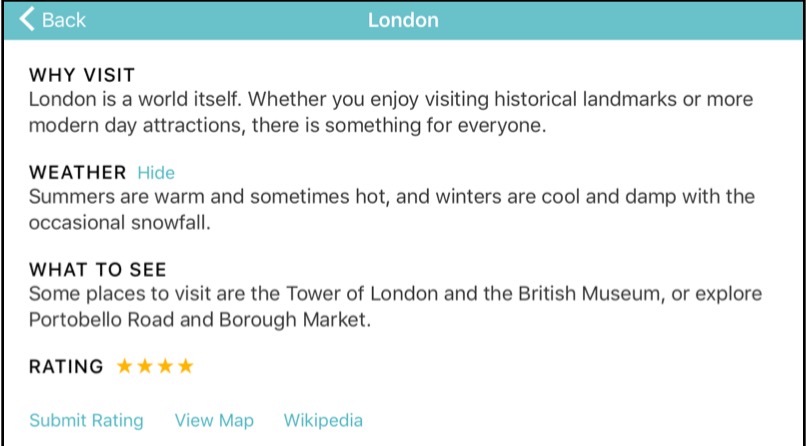 Back London
WHY VISIT
London is a world itself. Whether you enjoy visiting historical landmarks or more
modern day attractions, there is something for everyone.
WEATHER Hide
Summers are warm and sometimes hot, and winters are cool and damp with the
occasional snowfall.
WHAT TO SEE
Some places to visit are the Tower of London and the British Museum, or explore
Portobello Road and Borough Market.
RATING ★★★★
Submit Rating View Map Wikipedia